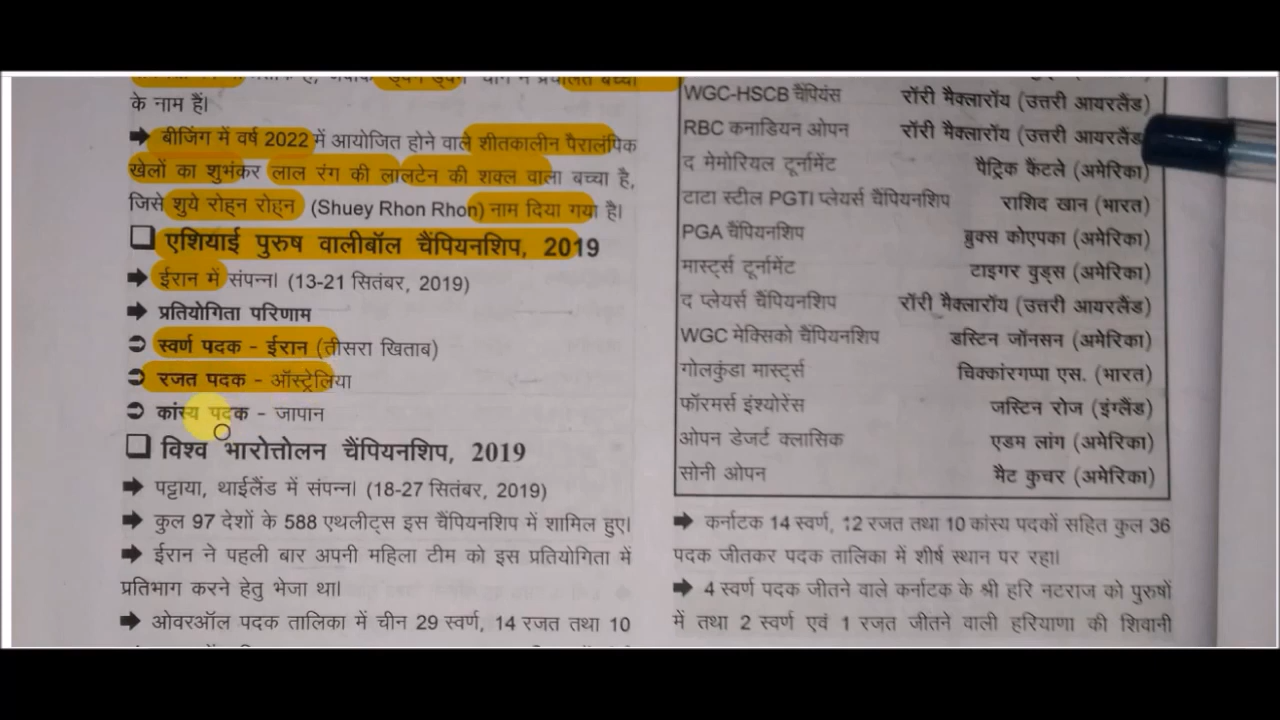 के नाम हैं।
➡ बीजिंग में वर्ष 2022 में आयोजित होने वाले शीतकालीन पैरालंपिक
खेलों का शुभंकर लाल रंग की लालटेन की शक्ल वाला बच्चा है,
जिसे शुये रोह्न रोह्न (Shuey Rhon Rhon) नाम दिया गया है।
❑ एशियाई पुरुष वालीबॉल चैंपियनशिप, 2019
➡ ईरान में संपन्न। (13-21 सितंबर, 2019)
➡ प्रतियोगिता परिणाम
➲ स्वर्ण पदक - ईरान (तीसरा खिताब)
➲ रजत पदक - ऑस्ट्रेलिया
➲ कांस्य पदक - जापान
❑ विश्व भारोत्तोलन चैंपियनशिप, 2019
➡ पट्टाया, थाईलैंड में संपन्न। (18-27 सितंबर, 2019)
➡ कुल 97 देशों के 588 एथलीट्स इस चैंपियनशिप में शामिल हुए।
➡ ईरान ने पहली बार अपनी महिला टीम को इस प्रतियोगिता में
प्रतिभाग करने हेतु भेजा था।
➡ ओवरऑल पदक तालिका में चीन 29 स्वर्ण, 14 रजत तथा 10
WGC-HSCB चैंपियंस रॉरी मैक्लारॉय (उत्तरी आयरलैंड)
RBC कनाडियन ओपन रॉरी मैक्लारॉय (उत्तरी आयरलैंड
द मेमोरियल टूर्नामेंट पैट्रिक कैंटले (अमेरिका)
टाटा स्टील PGTI प्लेयर्स चैंपियनशिप राशिद खान (भारत)
PGA चैंपियनशिप ब्रुक्स कोएपका (अमेरिका)
मास्टर्स टूर्नामेंट टाइगर वुड्स (अमेरिका)
द प्लेयर्स चैंपियनशिप रॉरी मैक्लारॉय (उत्तरी आयरलैंड)
WGC मेक्सिको चैंपियनशिप डस्टिन जॉनसन (अमेरिका)
गोलकुंडा मास्टर्स चिक्कारंगप्पा एस. (भारत)
फॉरमर्स इंश्योरेंस जस्टिन रोज (इंग्लैंड)
ओपन डेजर्ट क्लासिक एडम लांग (अमेरिका)
सोनी ओपन मैट कुचर (अमेरिका)
➡ कर्नाटक 14 स्वर्ण, 12 रजत तथा 10 कांस्य पदकों सहित कुल 36
पदक जीतकर पदक तालिका में शीर्ष स्थान पर रहा।
➡ 4 स्वर्ण पदक जीतने वाले कर्नाटक के श्री हरि नटराज को पुरुषों
में तथा 2 स्वर्ण एवं 1 रजत जीतने वाली हरियाणा की शिवानी